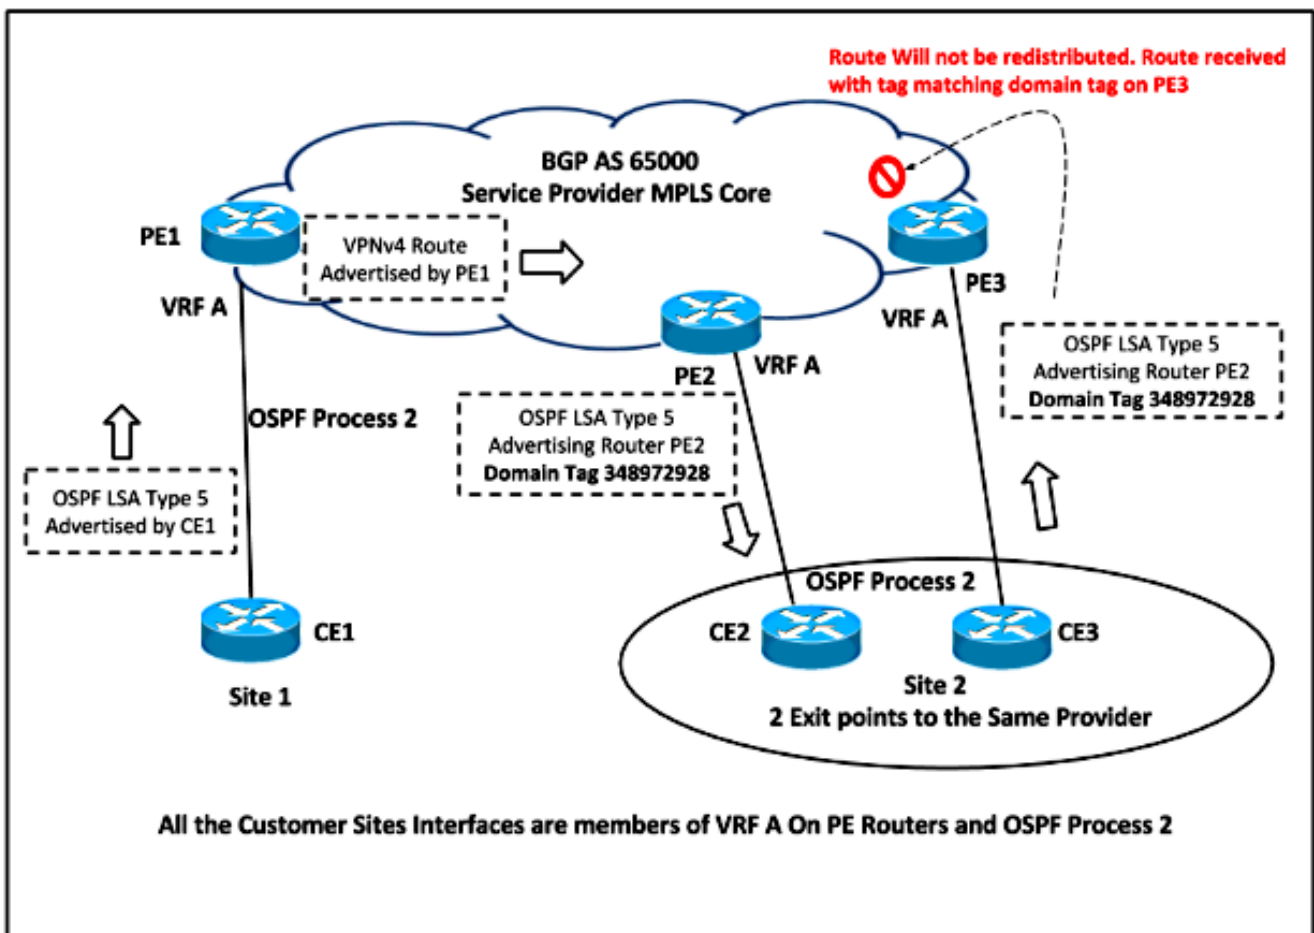 Route Will not be redistributed. Route received
with tag matching domain tag on PE3
BGP AS 65000
Service Provider MPLS Core
PE1
VPNv4 Route
Advertised by PE1
VRF A
PE3
VRF A
PE2
VRF A
OSPF LSA Type 5
Advertising Router PE2
Domain Tag 348972928
OSPF Process 2
OSPF LSA Type 5
Advertising Router PE2
Domain Tag 348972928
OSPF LSA Type 5
Advertised by CE1
OSPF Process 2
CE1
CE2
CE3
Site 1
Site 2
2 Exit points to the Same Provider
All the Customer Sites Interfaces are members of VRF A On PE Routers and OSPF Process 2